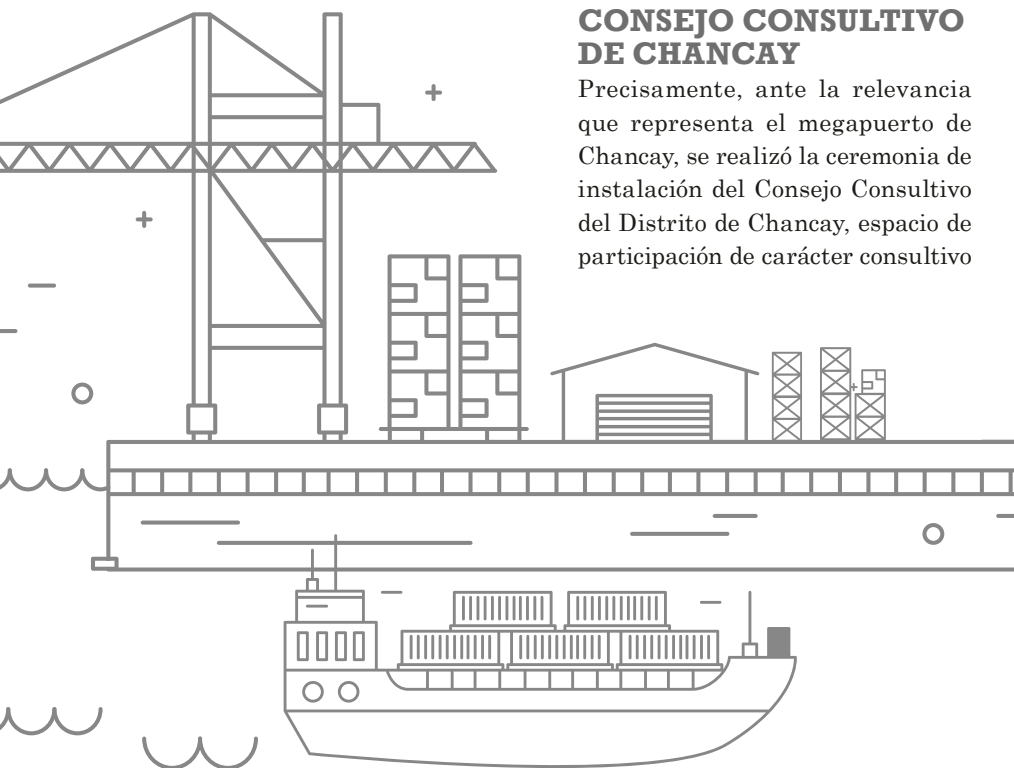 CONSEJO CONSULTIVO
DE CHANCAY
Precisamente, ante la relevancia
que representa el megapuerto de
Chancay, se realizó la ceremonia de
instalación del Consejo Consultivo
del Distrito de Chancay, espacio de
participación de carácter consultivo